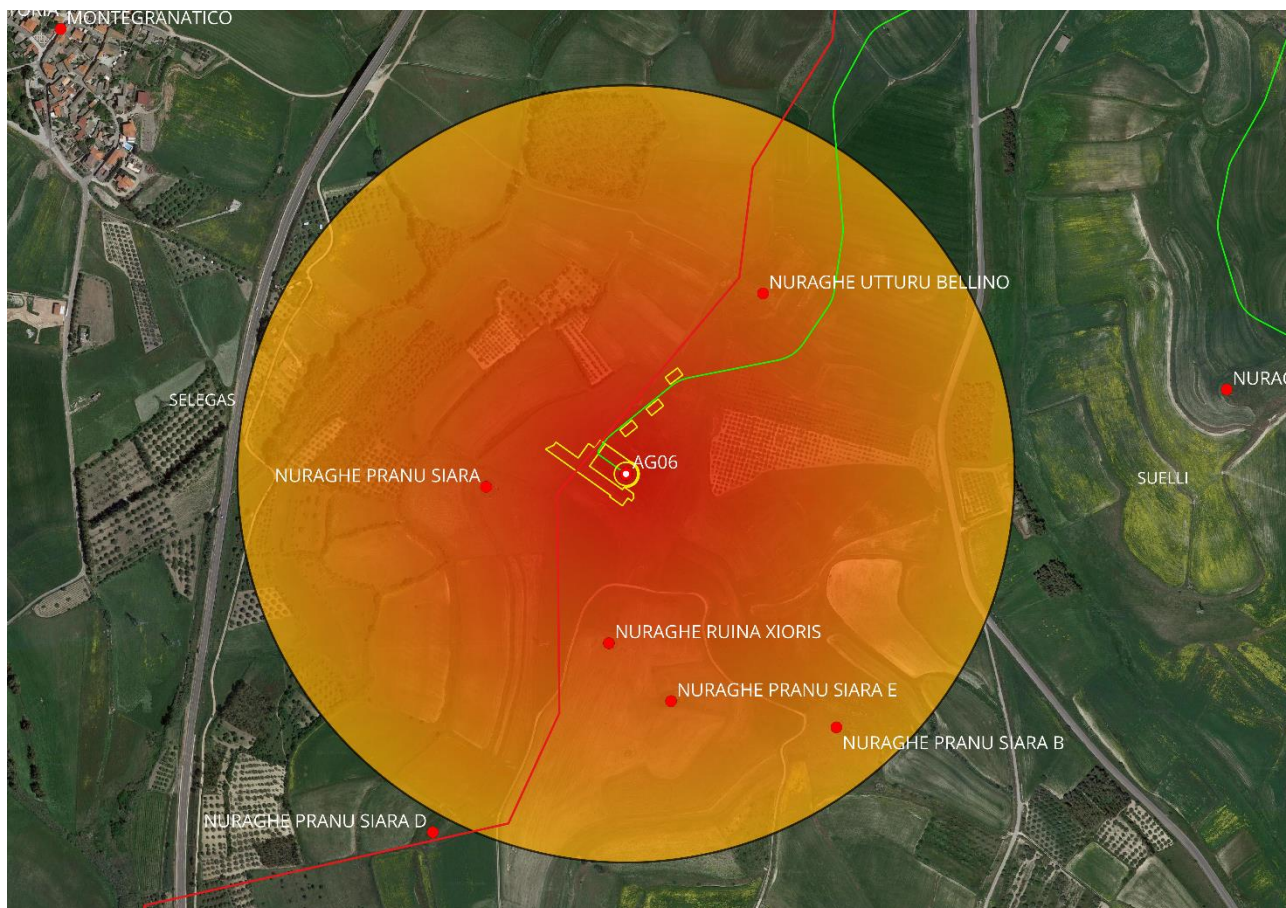 MONTEGRANATICO
NURAGHE UTTURU BELLINO
SELEGAS
AG06
NURAGHE PRANU SIARA
SUELLI
NURAGHE RUINA XIORIS
NURAGHE PRANU SIARA E
NURAGHE PRANU SIARA B
NURAGHE PRANU SIARA D